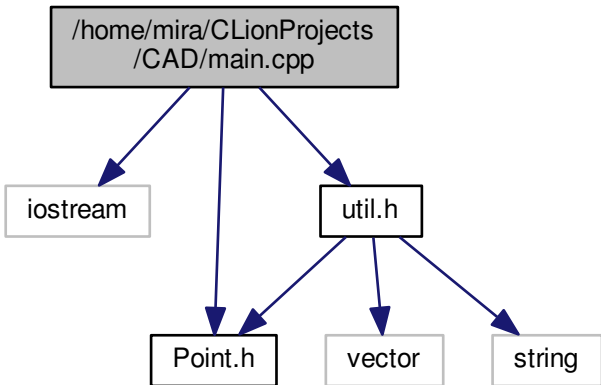 /home/mira/CLionProjects
/CAD/main.cpp
iostream
util.h
Point.h
vector
string